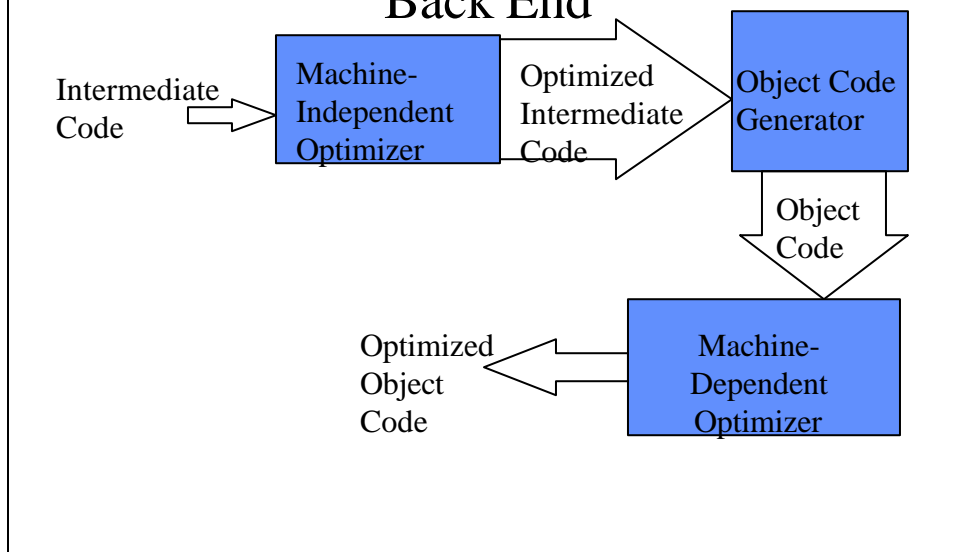 Back End
Intermediate
Code
Machine-
Independent
Optimizer
Optimized
Intermediate
Code
Object Code
Generator
Object
Code
Machine-
Dependent
Optimizer
Optimized
Object
Code